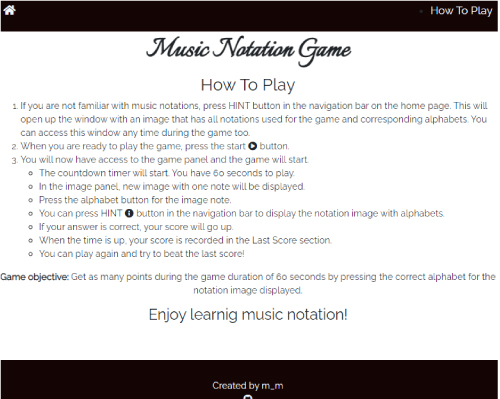 How To Play
Music Notation Game
How To Play
1. If you are not familiar with music notations, press HINT button in the navigation bar on the home page. This will
open up the window with an image that has all notations used for the game and corresponding alphabets. You
can access this window any time during the game too.
2. When you are ready to play the game, press the start button.
3. You will now have access to the game panel and the game will start.
The countdown timer will start. You have 60 seconds to play.
In the image panel, new image with one note will be displayed.
Press the alphabet button for the image note.
You can press HINT button in the navigation bar to display the notation image with alphabets.
If your answer is correct, your score will go up.
When the time is up, your score is recorded in the Last Score section.
You can play again and try to beat the last score!
Game objective: Get as many points during the game duration of 60 seconds by pressing the correct alphabet for the
notation image displayed.
Enjoy learnig music notation!
Created by m_m